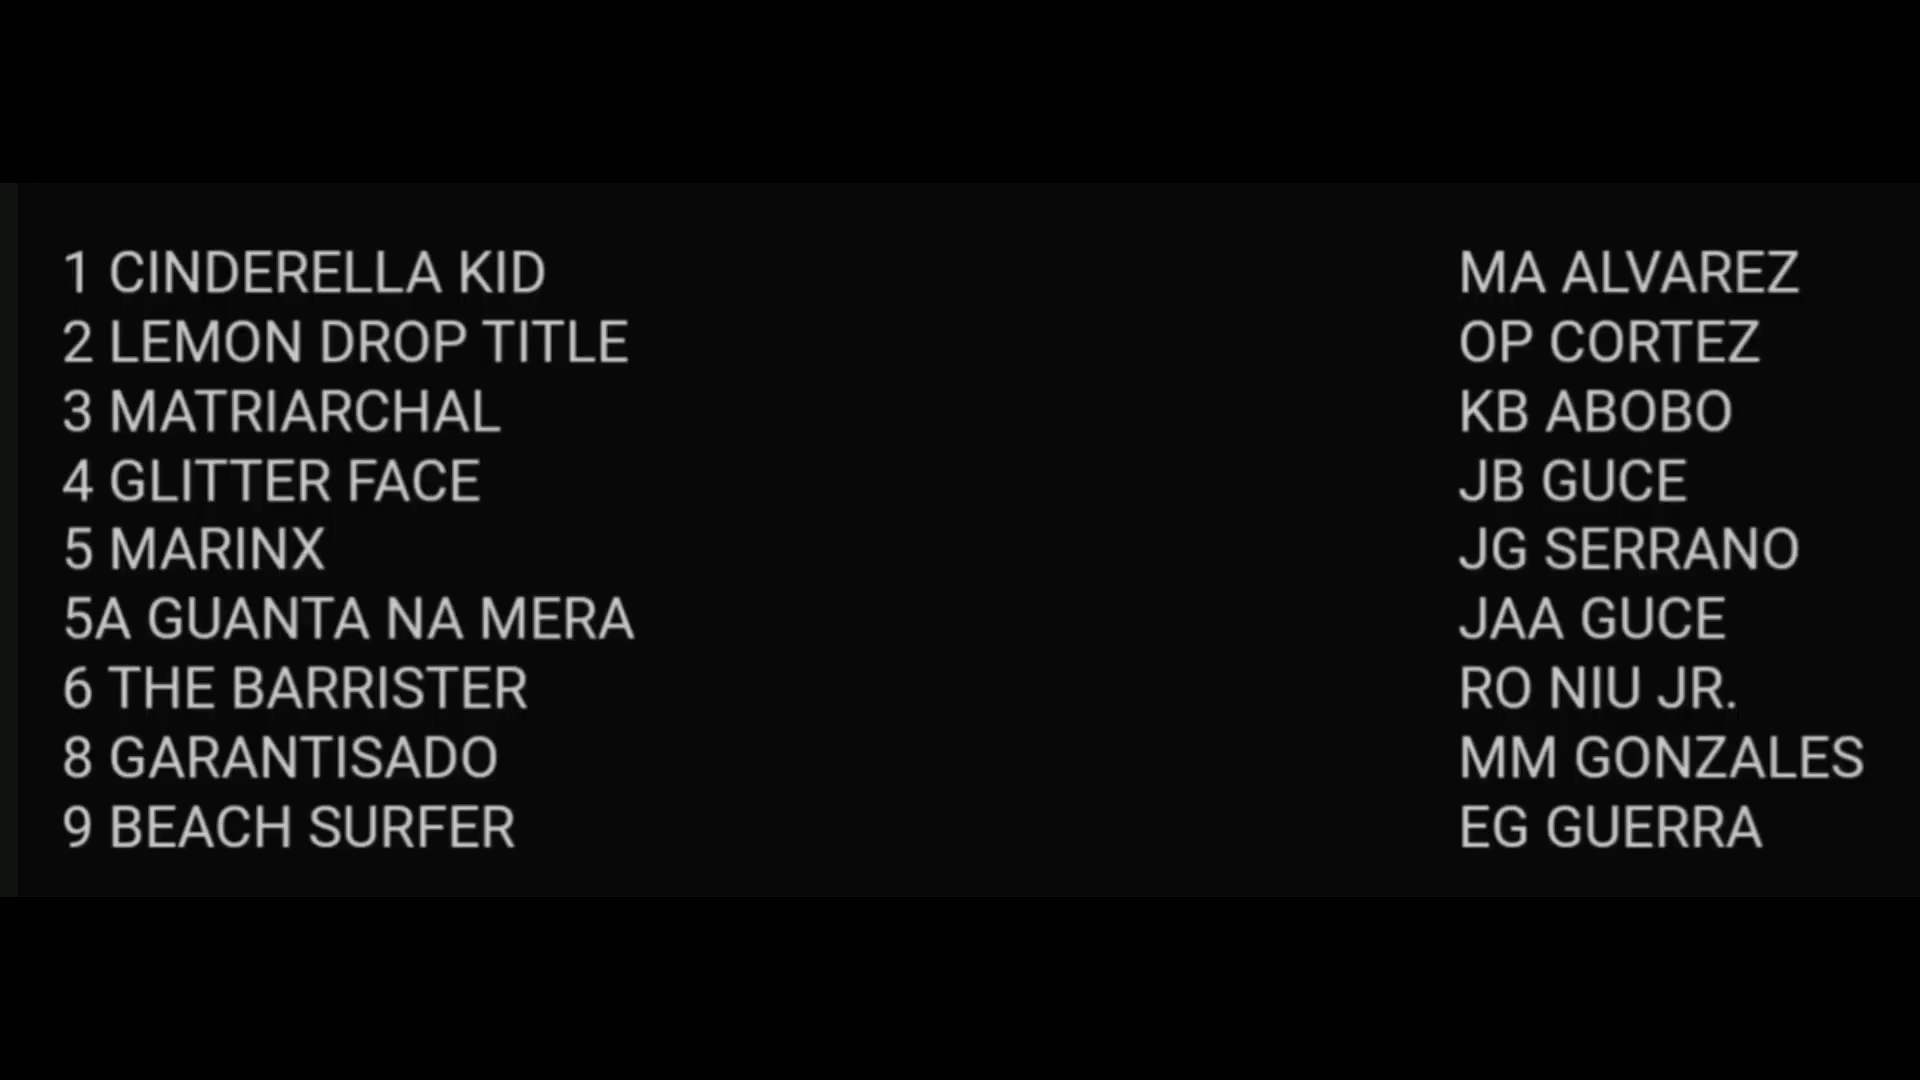 1 CINDERELLA KID MA ALVAREZ
2 LEMON DROP TITLE OP CORTEZ
3 MATRIARCHAL KB ABOBO
4 GLITTER FACE JB GUCE
5 MARINX JG SERRANO
5A GUANTA NA MERA JAA GUCE
6 THE BARRISTER RO NIU JR.
8 GARANTISADO MM GONZALES
9 BEACH SURFER EG GUERRA